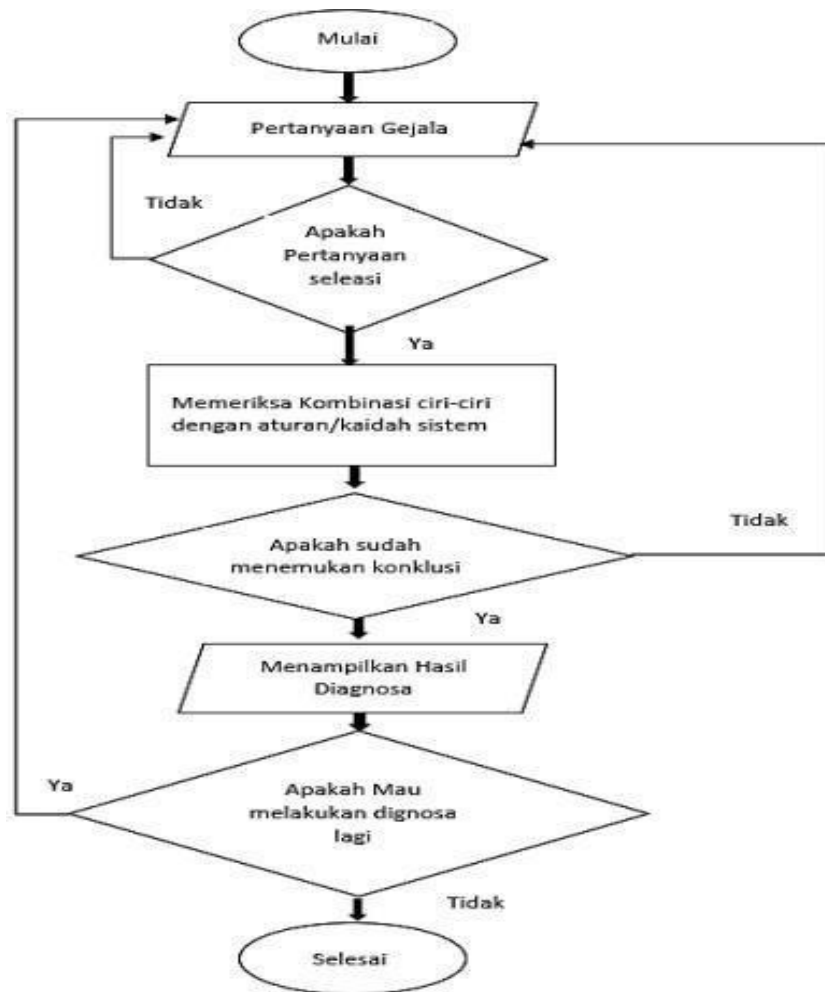 Mulai
Pertanyaan Gejala
Tidak
Apakah
Pertanyaan
seleasi
Ya
Memeriksa Kombinasi ciri-ciri
dengan aturan/kaidah sistem
Tidak
Apakah sudah
menemukan konklusi
Ya
Menampilkan Hasil
Diagnosa
Ya
Apakah Mau
melakukan dignosa
lagi
Tidak
Selesai